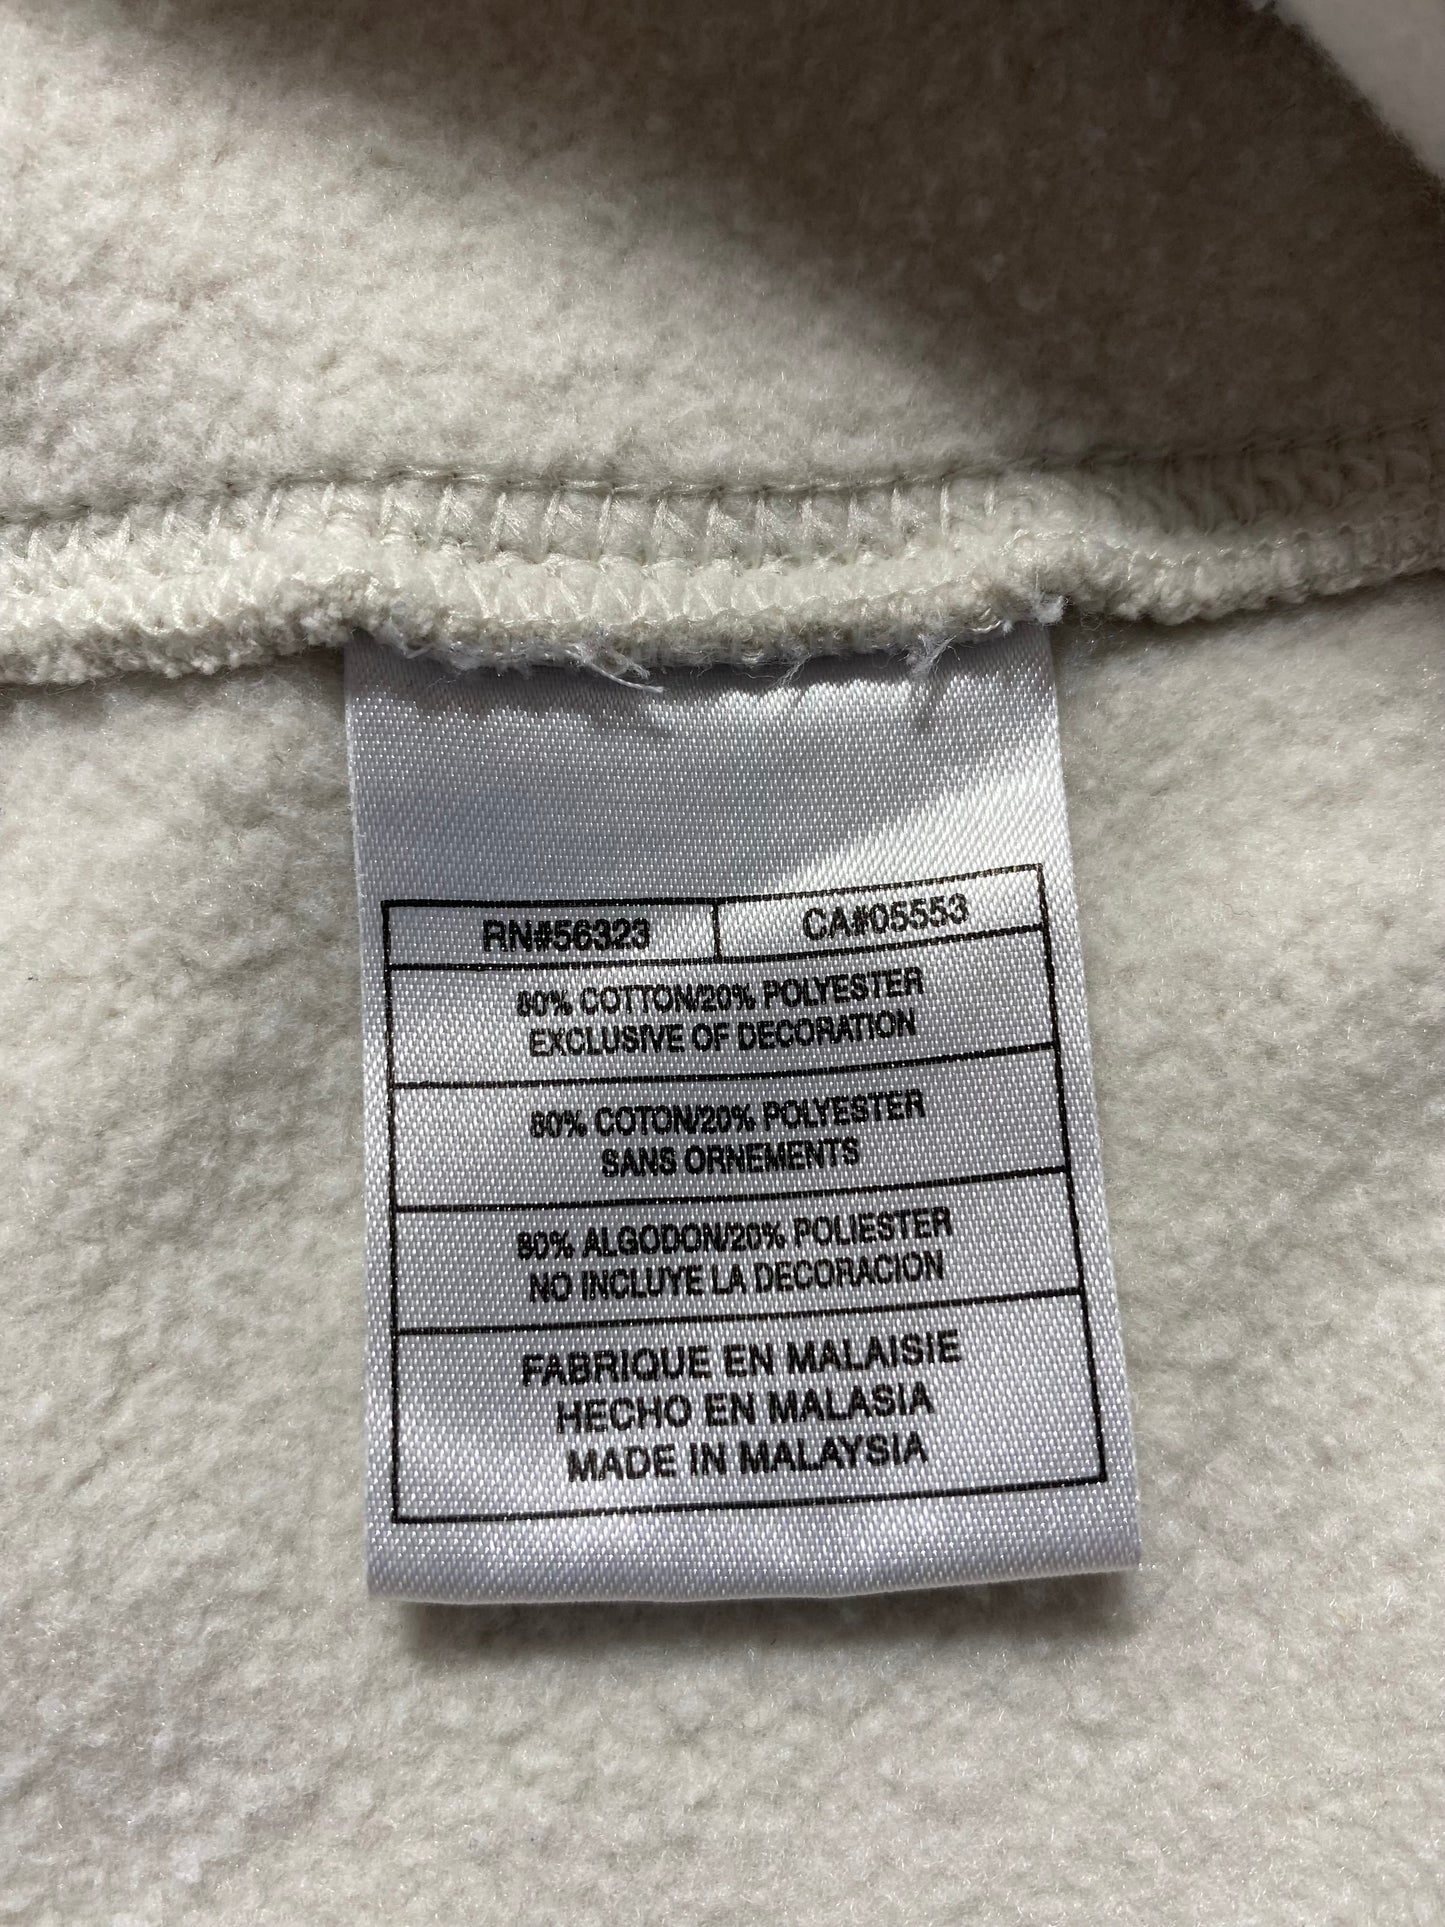 RN#56323 CA#05553
80% COTTON/20% POLYESTER
EXCLUSIVE OF DECORATION
80% COTON/20% POLYESTER
SANS ORNEMENTS
80% ALGODON/20% POLIESTER
NO INCLUYE LA DECORACION
FABRIQUE EN MALAISIE
HECHO EN MALASIA
MADE IN MALAYSIA